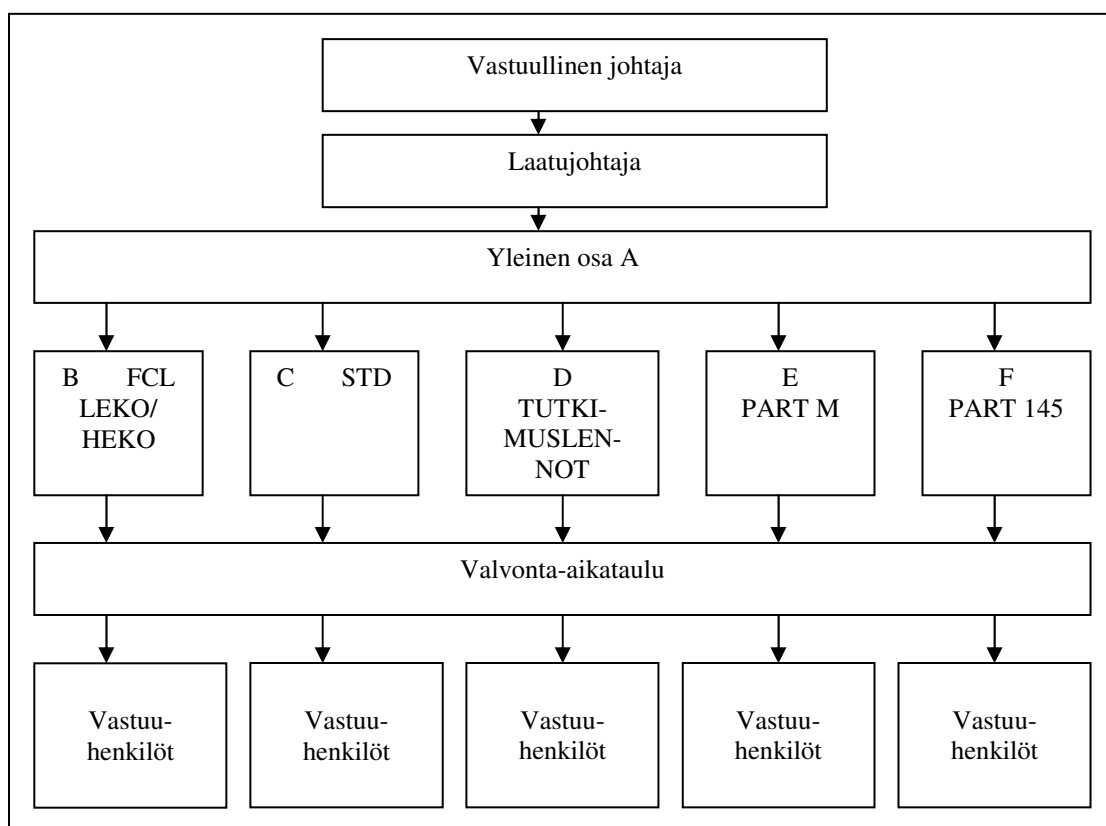 Vastuullinen johtaja
Laatujohtaja
Yleinen osa A
B FCL
LEKO/
HEKO
C STD
D
TUTKI-
MUSLEN-
NOT
E
PART M
F
PART 145
Valvonta-aikataulu
Vastuu-
henkilöt
Vastuu-
henkilöt
Vastuu-
henkilöt
Vastuu-
henkilöt
Vastuu-
henkilöt